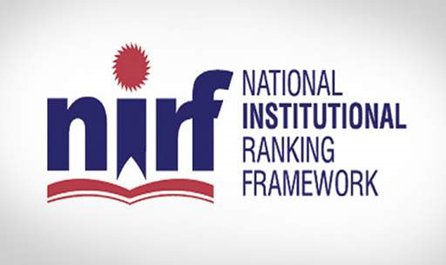 nirf
NATIONAL
INSTITUTIONAL
RANKING
FRAMEWORK